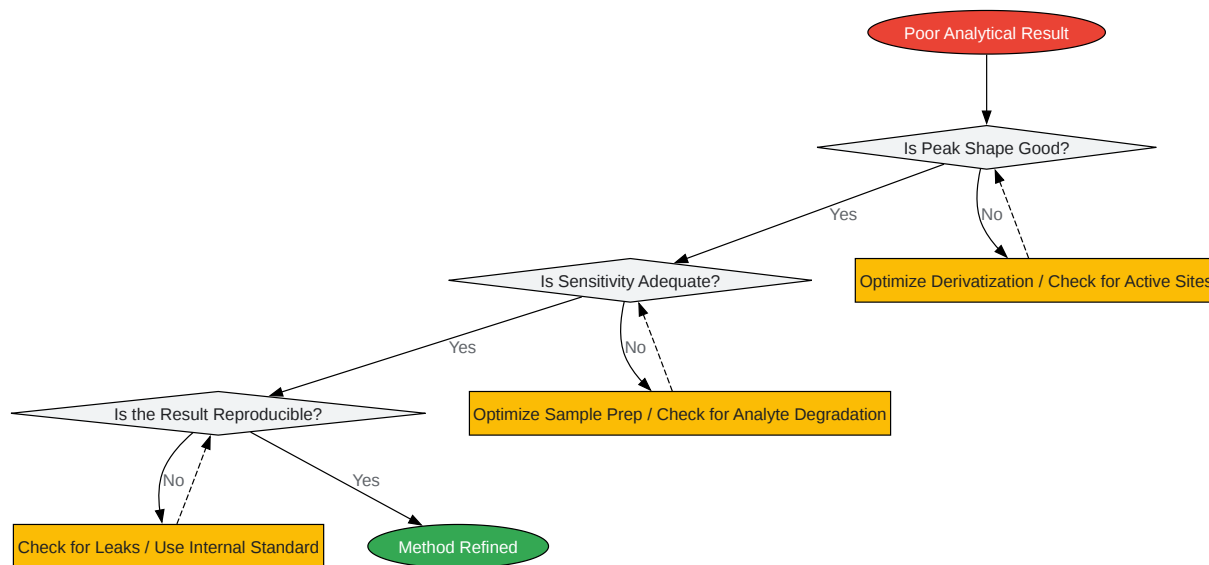 Poor Analytical Result
Is Peak Shape Good?
Yes
No
Optimize Derivatization / Check for Active Sites
Is Sensitivity Adequate?
Yes
No
Optimize Sample Prep / Check for Analyte Degradation
Is the Result Reproducible?
No
Yes
Check for Leaks / Use Internal Standard
Method Refined